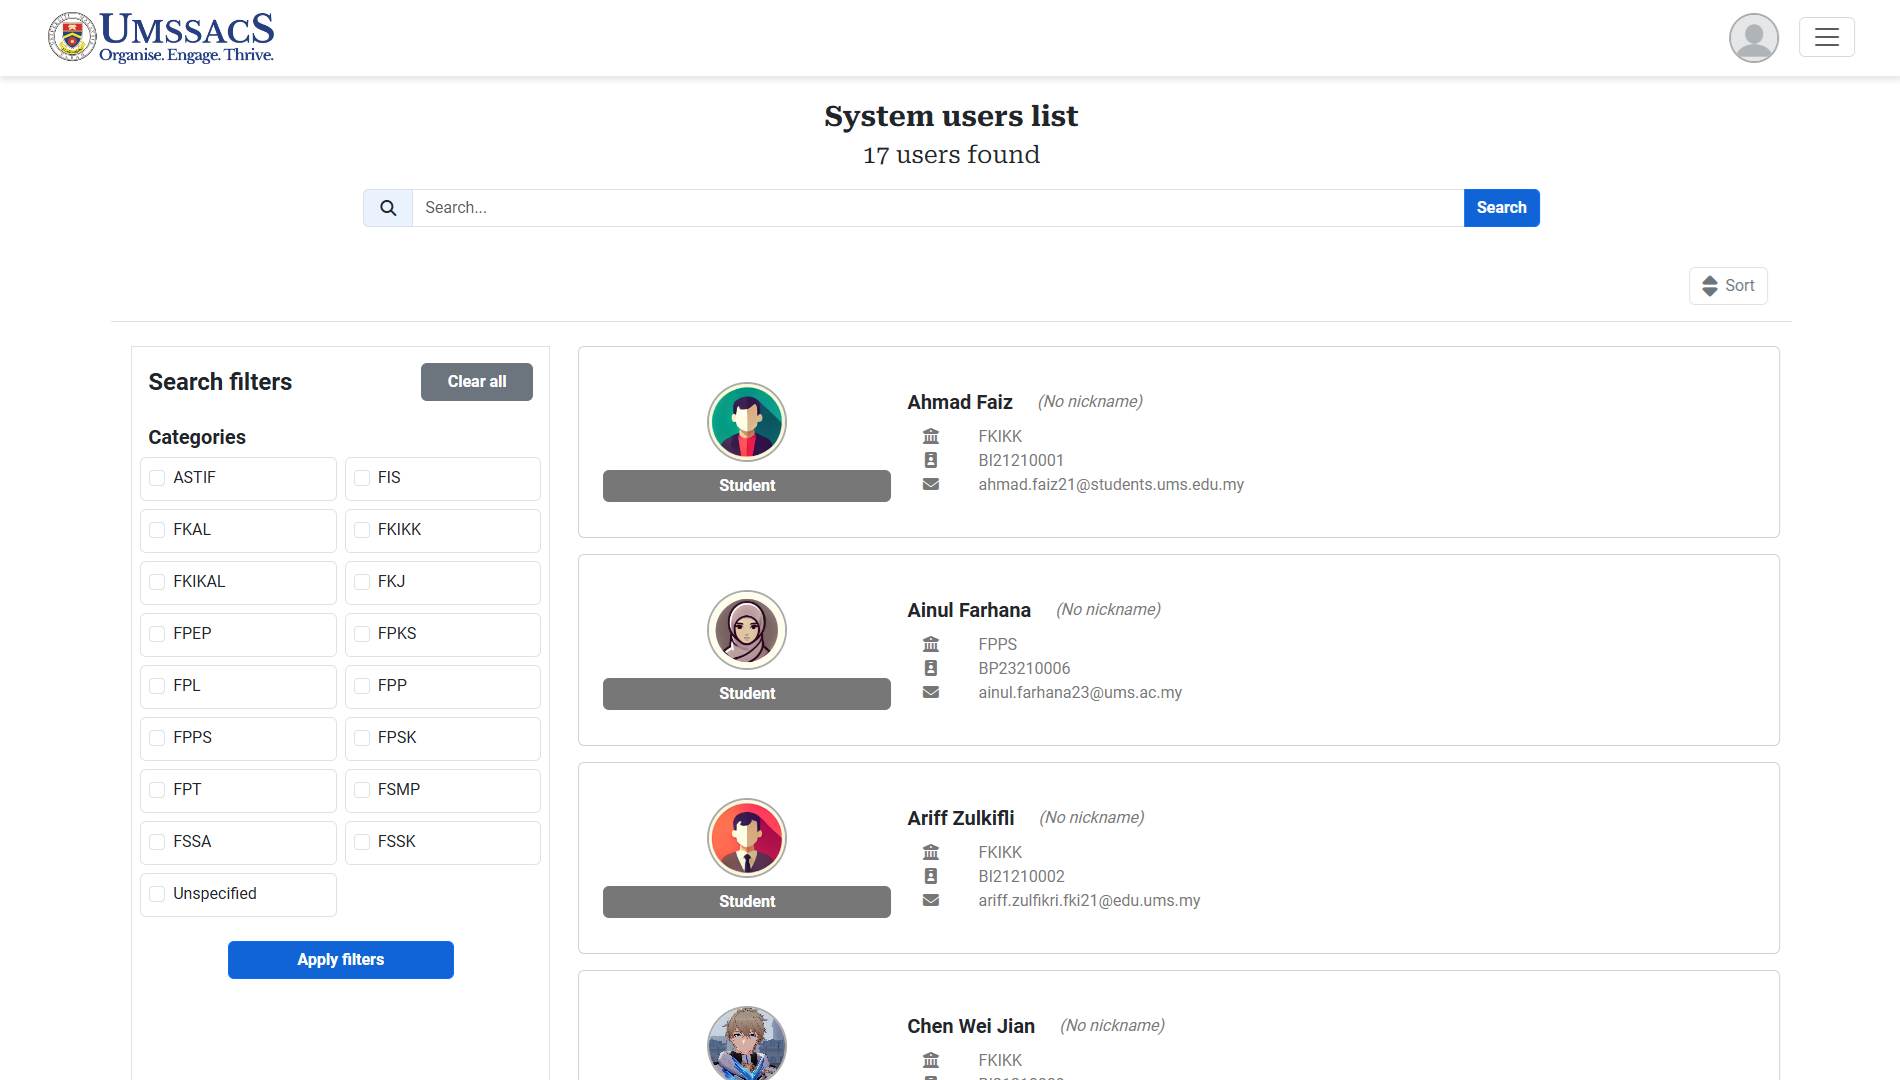 UMSSACS
Organise. Engage. Thrive.
System users list
17 users found
Search...
Search
Sort
Search filters
Clear all
Categories
ASTIF
FIS
FKAL
FKIKK
FKIKAL
FKJ
FPEP
FPKS
FPL
FPP
FPPS
FPSK
FPT
FSMP
FSSA
FSSK
Unspecified
Apply filters
Student
Ahmad Faiz (No nickname)
FKIKK
BI21210001
ahmad.faiz21@students.ums.edu.my
Student
Ainul Farhana (No nickname)
FPPS
BP23210006
ainul.farhana23@ums.ac.my
Student
Ariff Zulkifli (No nickname)
FKIKK
BI21210002
ariff.zulfikri.fki21@edu.ums.my
Chen Wei Jian (No nickname)
FKIKK